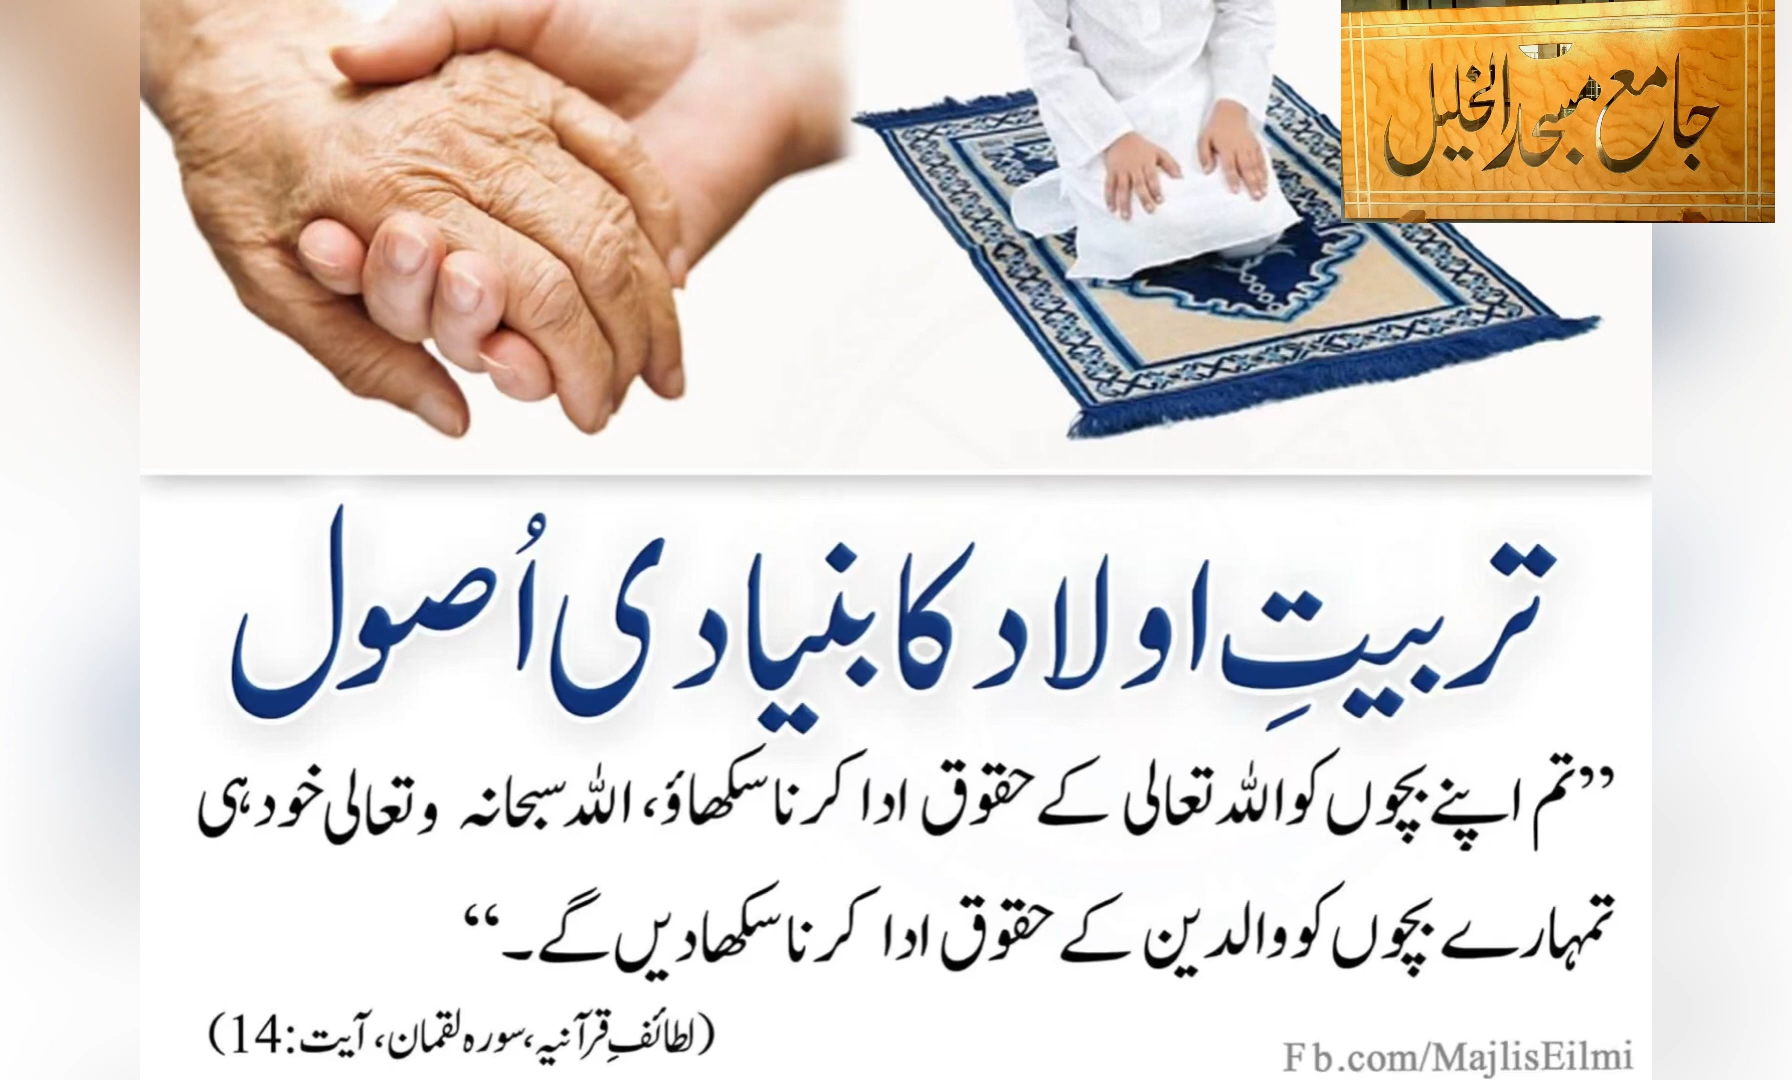 جامع مسجد الخلیل
تربیتِ اولاد کا بنیادی اُصول
”تم اپنے بچوں کو اللہ تعالی کے حقوق ادا کرنا سکھاؤ، اللہ سبحانہ وتعالی خود ہی
تمہارے بچوں کو والدین کے حقوق ادا کرنا سکھادیں گے۔“
(لطائفِ قرآنیہ، سورہ لقمان، آیت:14)
Fb.com/MajlisEilmi